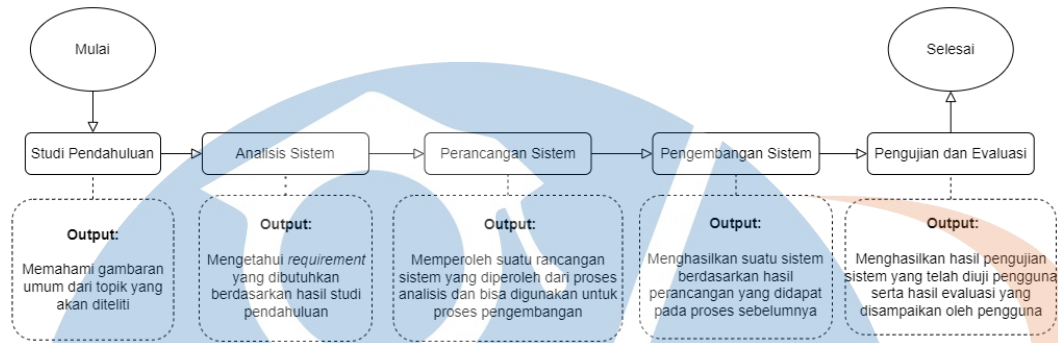 Mulai
Selesai
Studi Pendahuluan
Analisis Sistem
Perancangan Sistem
Pengembangan Sistem
Pengujian dan Evaluasi
Output:
Memahami gambaran
umum dari topik yang
akan diteliti
Output:
Mengetahui requirement
yang dibutuhkan
berdasarkan hasil studi
pendahuluan
Output:
Memperoleh suatu rancangan
sistem yang diperoleh dari proses
analisis dan bisa digunakan untuk
proses pengembangan
Output:
Menghasilkan suatu sistem
berdasarkan hasil
perancangan yang didapat
pada proses sebelumnya
Output:
Menghasilkan hasil pengujian
sistem yang telah diuji pengguna
serta hasil evaluasi yang
disampaikan oleh pengguna